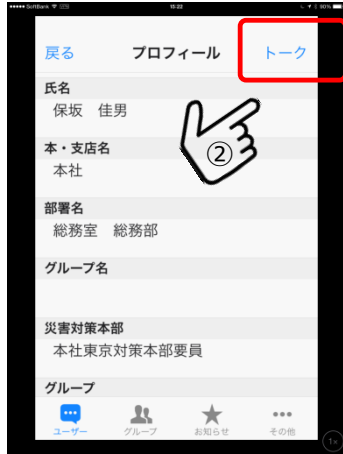 SoftBank
15:22
90%
戻る プロフィール トーク
氏名
保坂 佳男
②
本・支店名
本社
部署名
総務室 総務部
グループ名
災害対策本部
本社東京対策本部要員
グループ
ユーザー グループ お知らせ その他
1×